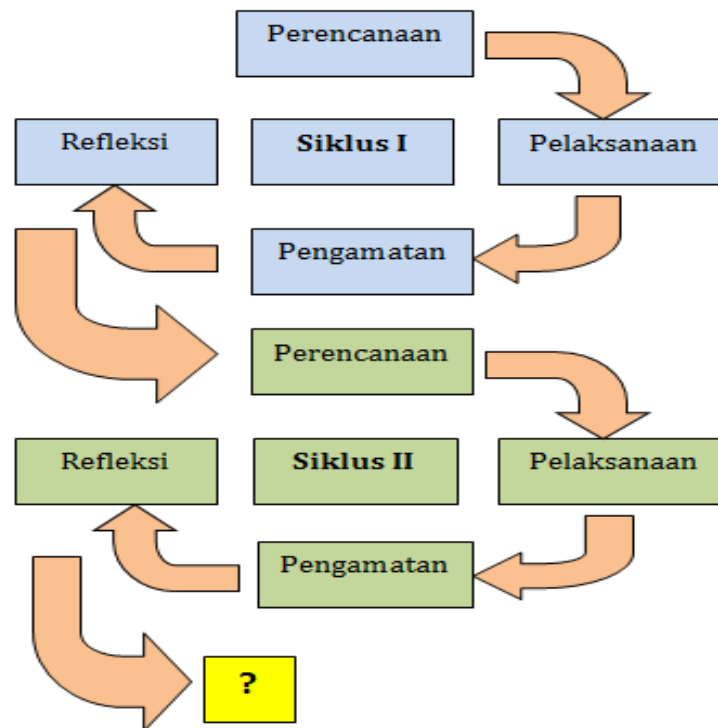 Perencanaan
Refleksi
Siklus I
Pelaksanaan
Pengamatan
Perencanaan
Refleksi
Siklus II
Pelaksanaan
Pengamatan
?